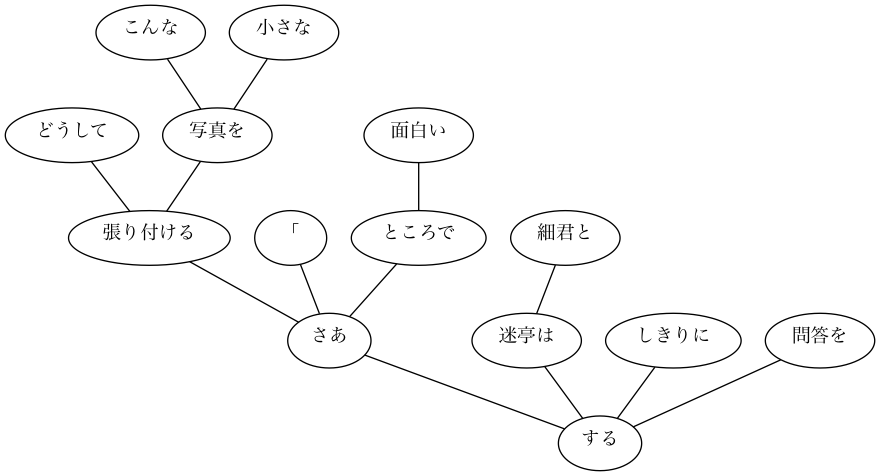 こんな 小さな
どうして 写真を 面白い
張り付ける 「 ところで 細君と
さあ 迷亭は しきりに 問答を
する